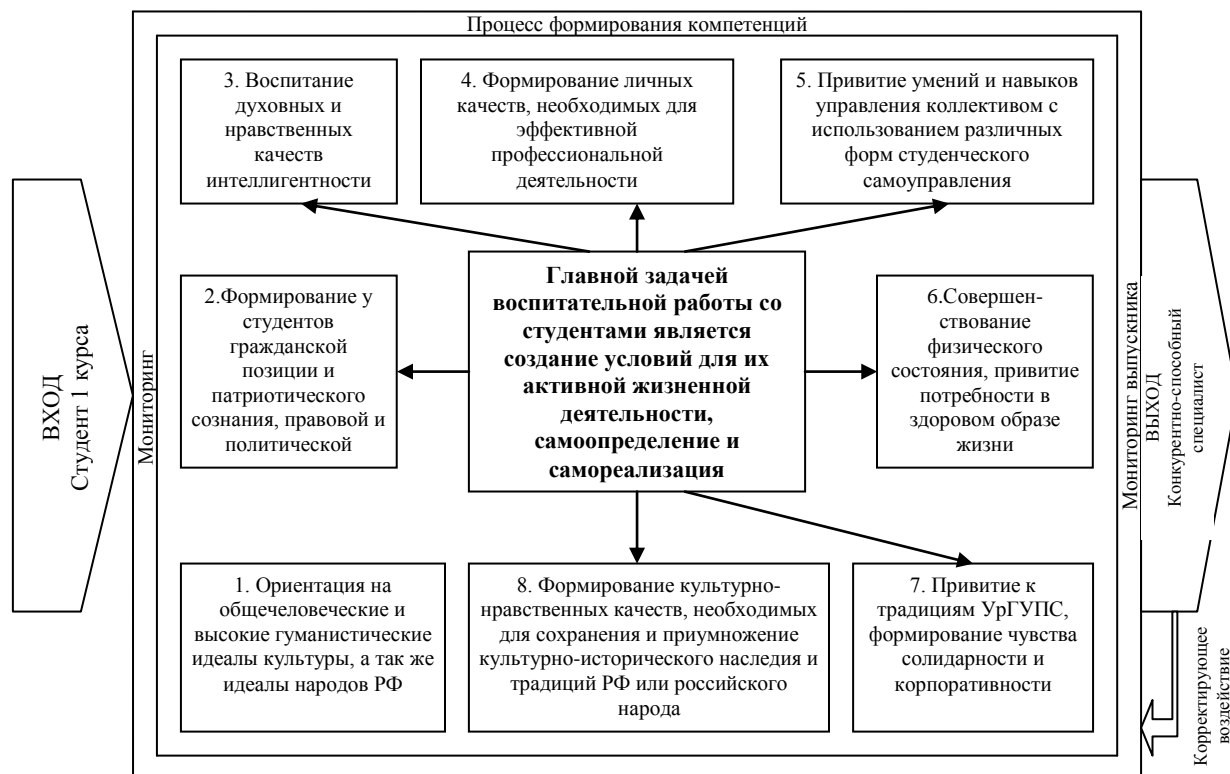 Процесс формирования компетенций
3. Воспитание
духовных и
нравственных
качеств
интеллигентности
4. Формирование личных
качеств, необходимых для
эффективной
профессиональной
деятельности
5. Привитие умений и навыков
управления коллективом с
использованием различных
форм студенческого
самоуправления
ВХОД
Студент 1 курса
Мониторинг
2.Формирование у
студентов
гражданской
позиции и
патриотического
сознания, правовой и
политической
Главной задачей
воспитательной работы со
студентами является
создание условий для их
активной жизненной
деятельности,
самоопределение и
самореализация
6.Совершен-
ствование
физического
состояния, привитие
потребности в
здоровом образе
жизни
Мониторинг выпускника
ВЫХОД
Конкурентно-способный
специалист
1. Ориентация на
общечеловеческие и
высокие гуманистические
идеалы культуры, а так же
идеалы народов РФ
8. Формирование культурно-
нравственных качеств, необходимых
для сохранения и приумножение
культурно-исторического наследия и
традиций РФ или российского
народа
7. Привитие к
традициям УрГУПС,
формирование чувства
солидарности и
корпоративности
Корректирующее
воздействие